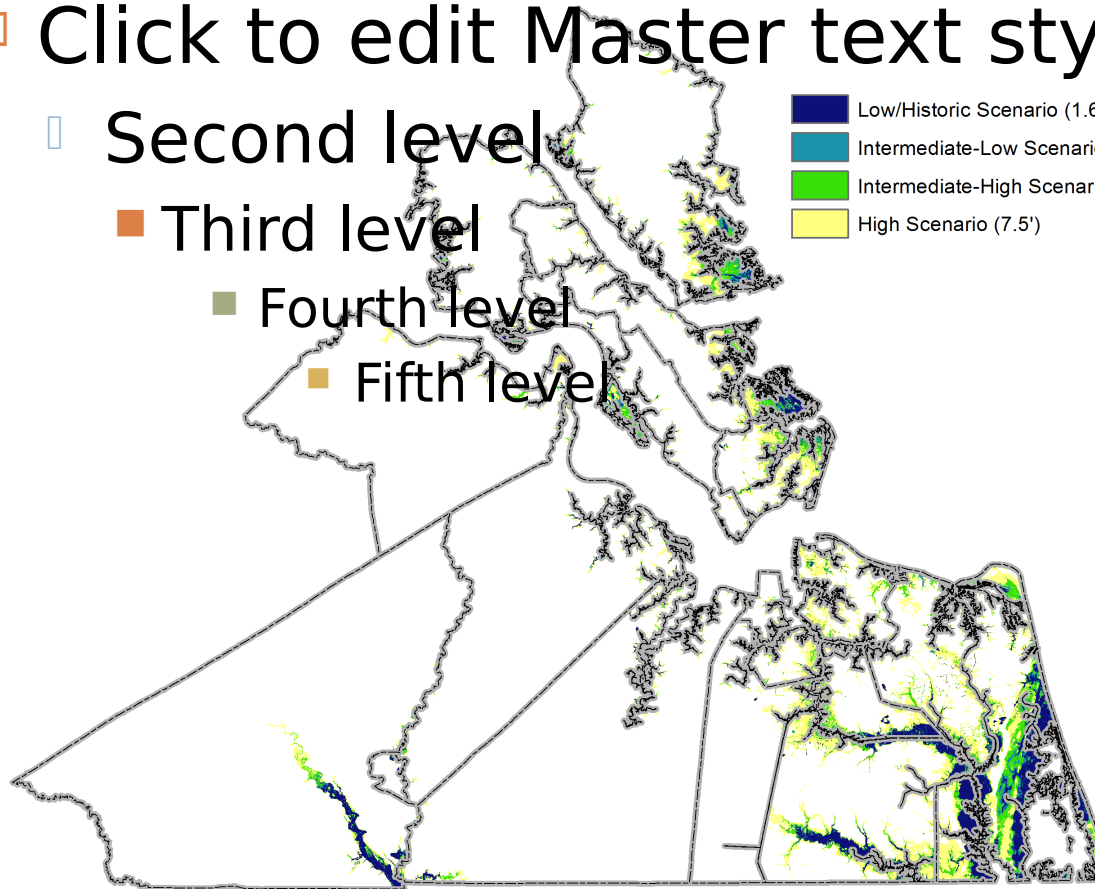 Click to edit Master text sty
Second level
Third level
Fourth level
Fifth level
Low/Historic Scenario (1.6
Intermediate-Low Scenario
Intermediate-High Scenar
High Scenario (7.5')